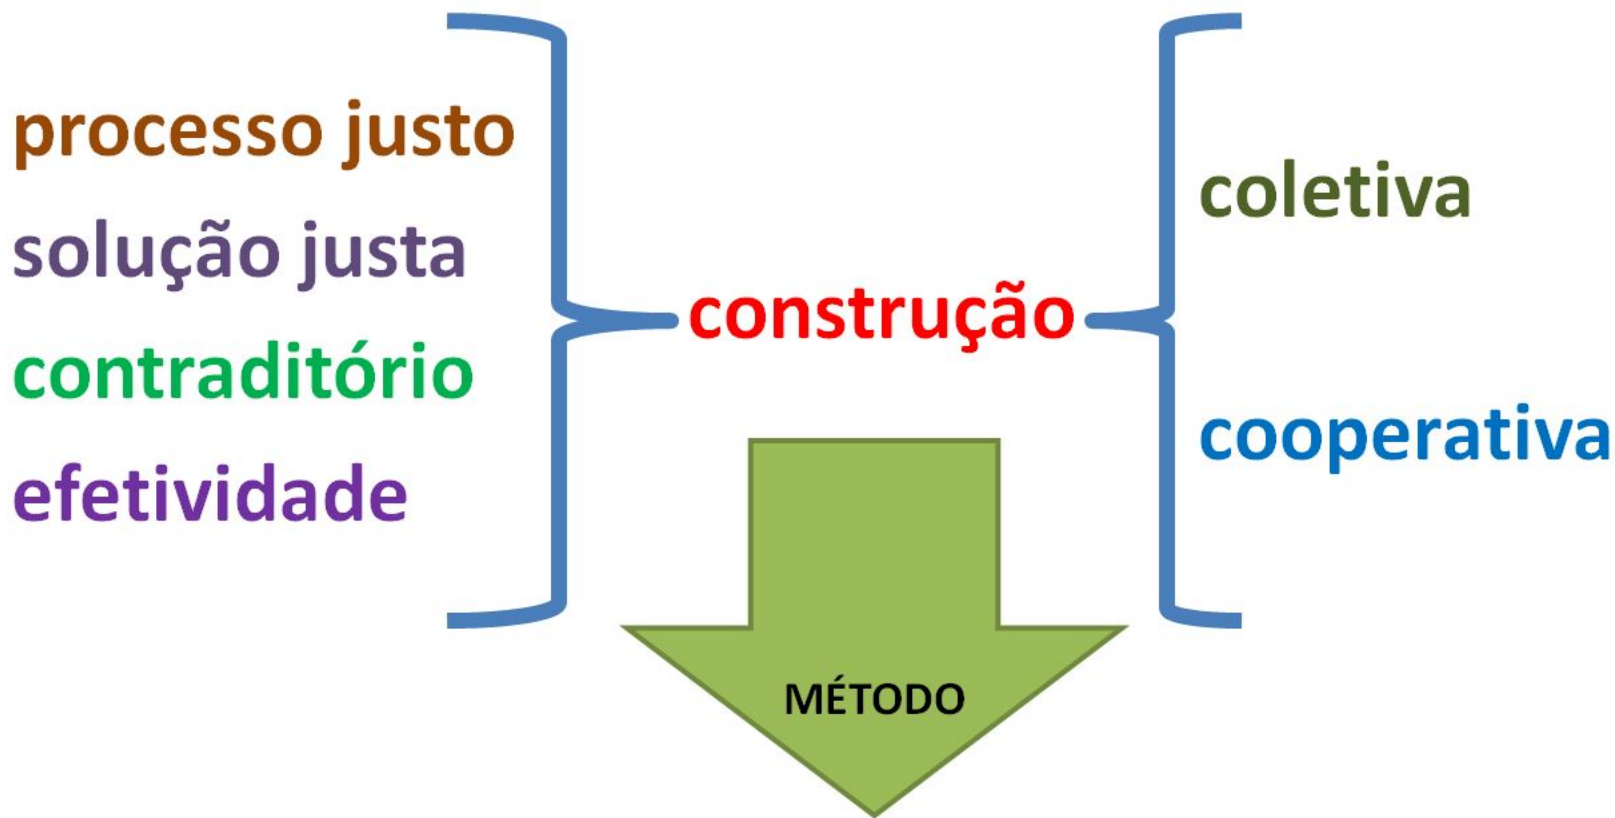 processo justo
solução justa
contraditório
efetividade
construção
coletiva
cooperativa
MÉTODO